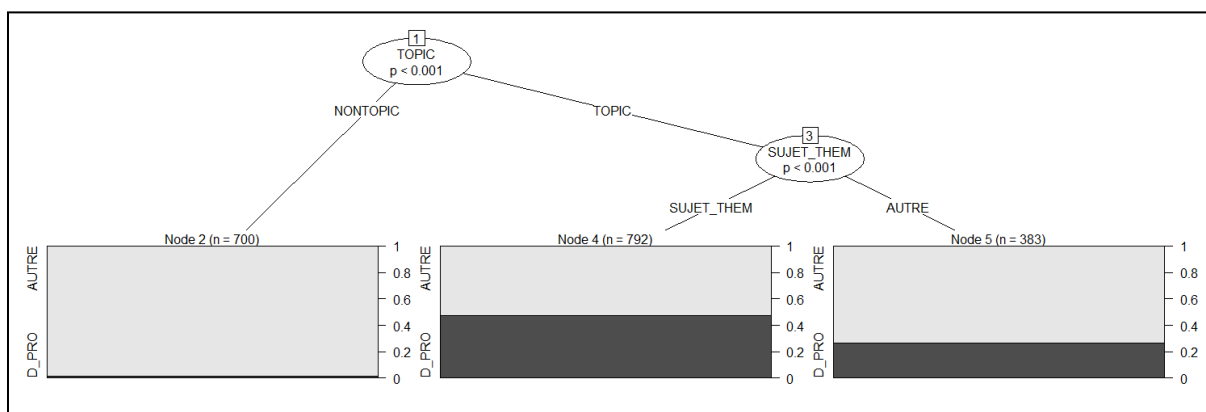 1
TOPIC
p < 0.001
NONTOPIC
TOPIC
3
SUJET_THEM
p < 0.001
SUJET_THEM
AUTRE
Node 2 (n = 700)
D_PRO AUTRE
1
0.8
0.6
0.4
0.2
0
Node 4 (n = 792)
D_PRO AUTRE
1
0.8
0.6
0.4
0.2
0
Node 5 (n = 383)
D_PRO AUTRE
1
0.8
0.6
0.4
0.2
0